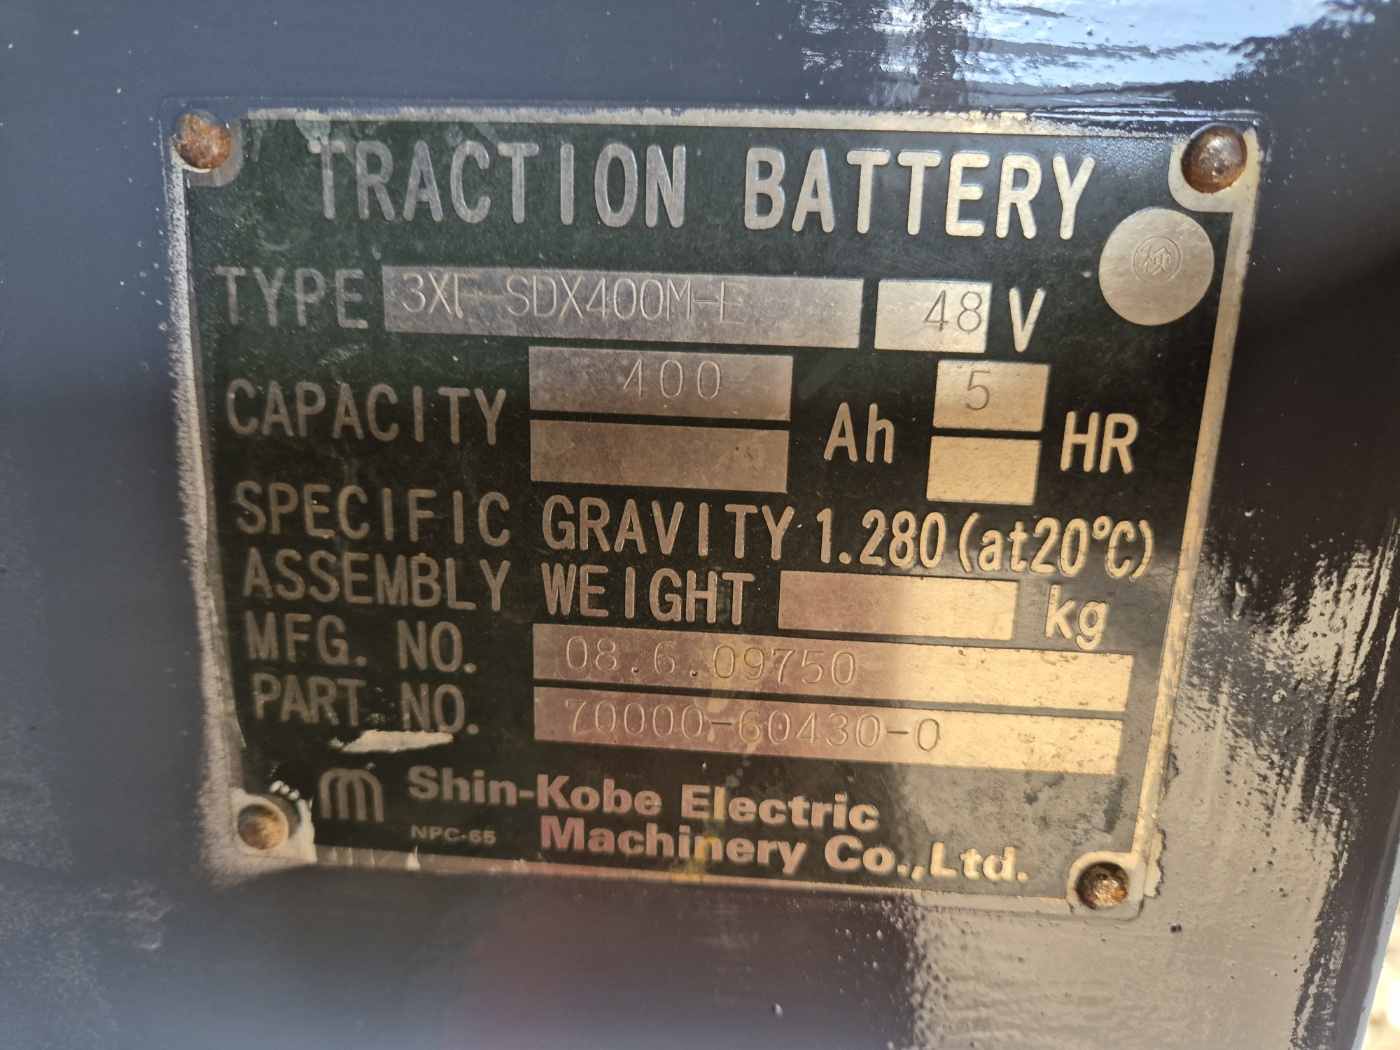 TRACTION BATTERY
検
TYPE 3XF-SDX400M-E 48 V
CAPACITY 400 Ah 5 HR
SPECIFIC GRAVITY 1.280 (at20°C)
ASSEMBLY WEIGHT kg
MFG. NO. 08.6.09750
PART NO. 70000-60430-0
Shin-Kobe Electric
NPC-65 Machinery Co.,Ltd.